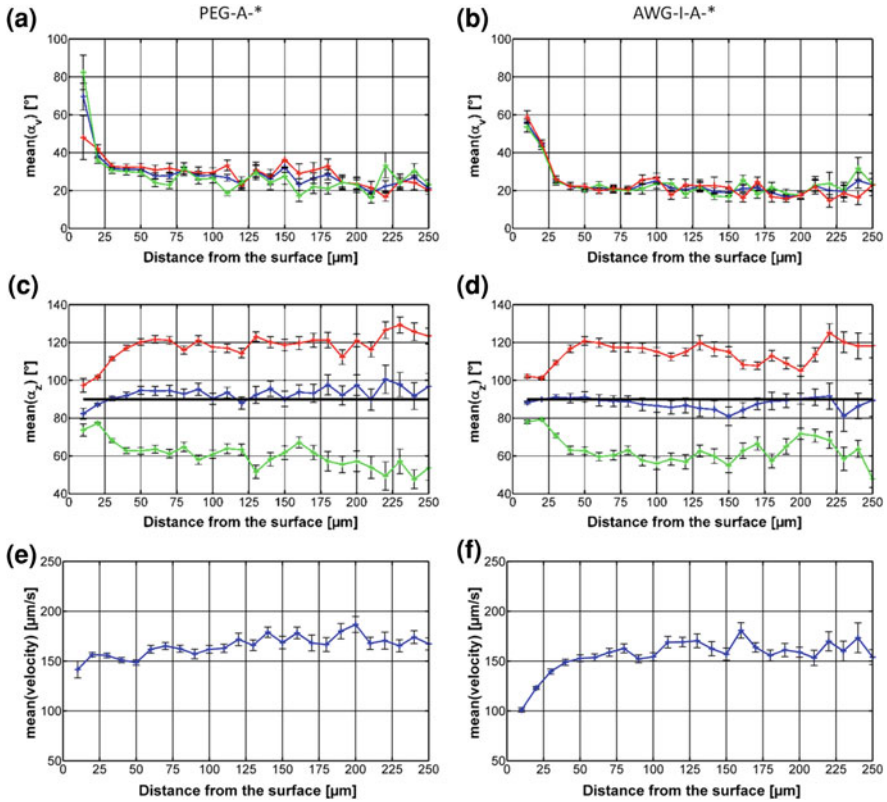 PEG-A-*
AWG-I-A-*
(a)
mean(αv) [°]
100
80
60
40
20
0
0 25 50 75 100 125 150 175 200 225 250
Distance from the surface [µm]
(b)
mean(αv) [°]
100
80
60
40
20
0
0 25 50 75 100 125 150 175 200 225 250
Distance from the surface [µm]
(c)
mean(αz) [°]
140
120
100
80
60
40
0 25 50 75 100 125 150 175 200 225 250
Distance from the surface [µm]
(d)
mean(αz) [°]
140
120
100
80
60
40
0 25 50 75 100 125 150 175 200 225 250
Distance from the surface [µm]
(e)
mean(velocity) [µm/s]
250
200
150
100
50
0 25 50 75 100 125 150 175 200 225 250
Distance from the surface [µm]
(f)
mean(velocity) [µm/s]
250
200
150
100
50
0 25 50 75 100 125 150 175 200 225 250
Distance from the surface [µm]